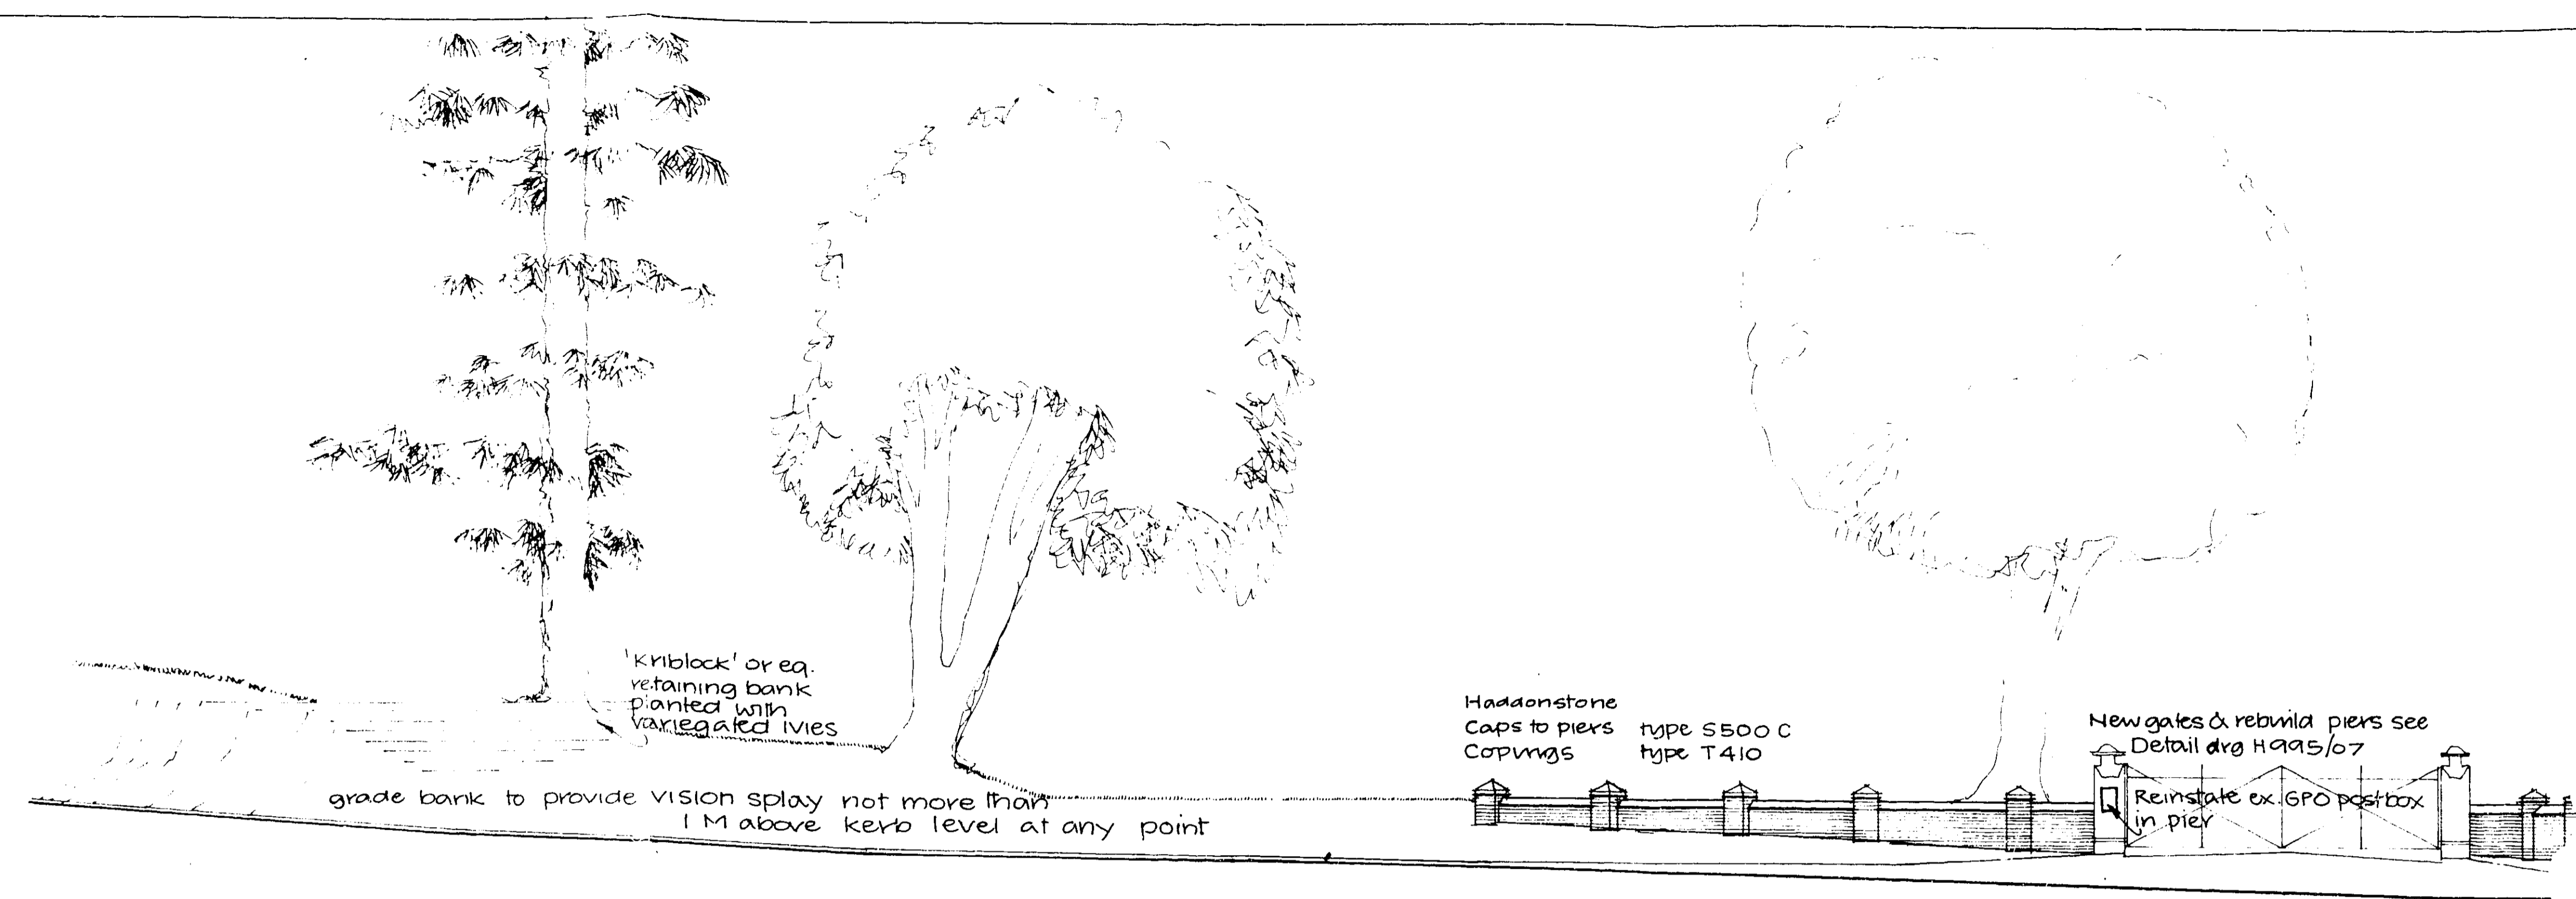 'Kriblock' or eq.
retaining bank
planted with
variegated ivies
grade bank to provide vision splay not more than
1 M above kerb level at any point
Haddonstone
Caps to piers type S500 C
Copings type T410
New gates & rebuild piers see
Detail drg H995/07
Reinstate ex. GPO postbox
in pier